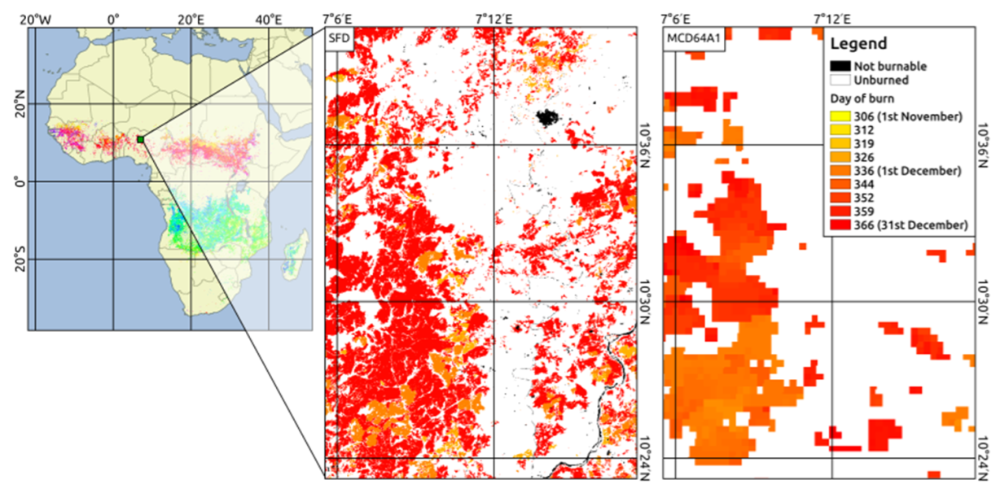 20°W 0° 20°E 40°E
20°N
0°
20°S
7°6′E 7°12′E
SFD
10°36′N
10°30′N
10°24′N
7°6′E 7°12′E
MCD64A1
Legend
Not burnable
Unburned
Day of burn
306 (1st November)
312
319
326
336 (1st December)
344
352
359
366 (31st December)
10°36′N
10°30′N
10°24′N